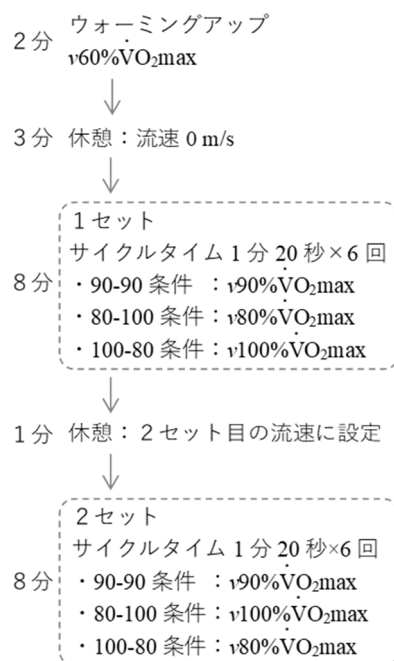 2分 ウォーミングアップ
v60%V̇O₂max
3分 休憩：流速 0 m/s
1セット
サイクルタイム 1分 20 秒×6 回
8分
・90-90 条件 ：v90%V̇O₂max
・80-100 条件：v80%V̇O₂max
・100-80 条件：v100%V̇O₂max
1分 休憩：２セット目の流速に設定
２セット
サイクルタイム 1分 20 秒×6 回
8分
・90-90 条件 ：v90%V̇O₂max
・80-100 条件：v100%V̇O₂max
・100-80 条件：v80%V̇O₂max